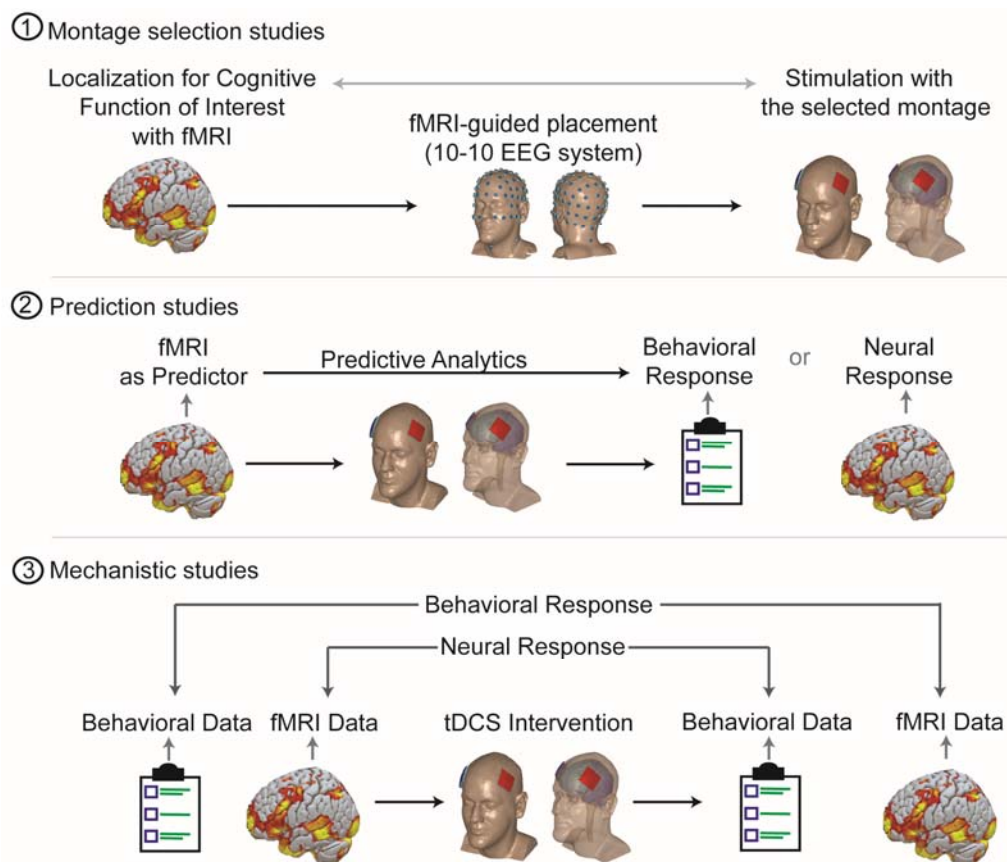 ① Montage selection studies
Localization for Cognitive
Function of Interest
with fMRI
fMRI-guided placement
(10-10 EEG system)
Stimulation with
the selected montage
② Prediction studies
fMRI
as Predictor
Predictive Analytics
Behavioral
Response
or
Neural
Response
③ Mechanistic studies
Behavioral Response
Neural Response
Behavioral Data
fMRI Data
tDCS Intervention
Behavioral Data
fMRI Data